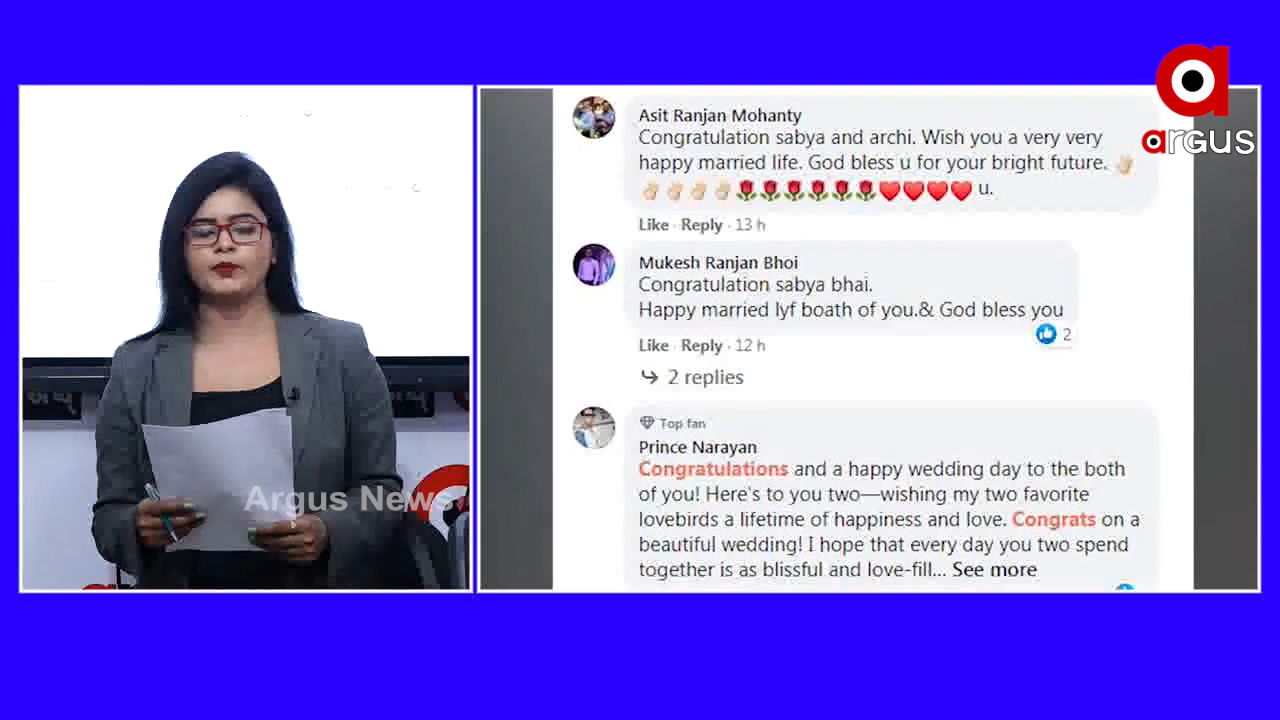 argus
Asit Ranjan Mohanty
Congratulation sabya and archi. Wish you a very very
happy married life. God bless u for your bright future. 👌🏻
👌🏻👌🏻👌🏻👌🏻🌹🌹🌹🌹🌹🌹❤️❤️❤️❤️ u.
Like · Reply · 13 h
Mukesh Ranjan Bhoi
Congratulation sabya bhai.
Happy married lyf boath of you.& God bless you
2
Like · Reply · 12 h
2 replies
Top fan
Prince Narayan
Congratulations and a happy wedding day to the both
of you! Here's to you two—wishing my two favorite
lovebirds a lifetime of happiness and love. Congrats on a
beautiful wedding! I hope that every day you two spend
together is as blissful and love-fill... See more
Argus News